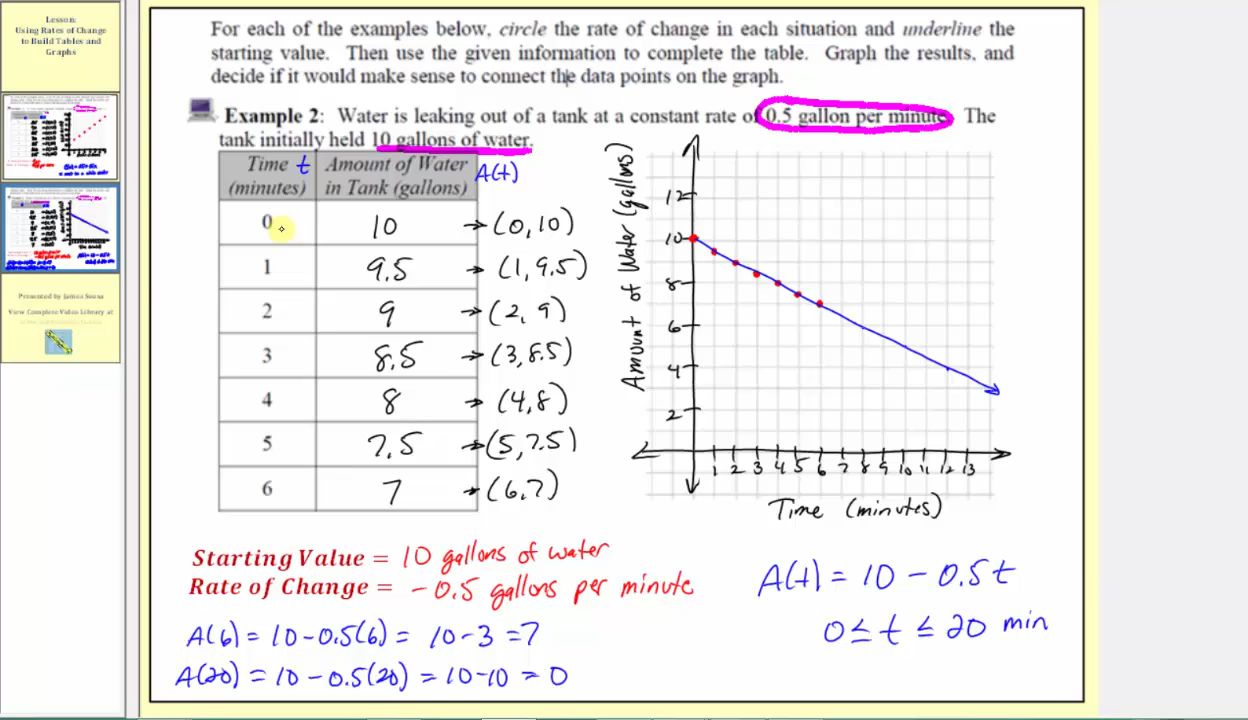 Lesson:
Using Rates of Change
to Build Tables and
Graphs
Presented by James Sousa
View Complete Video Library at
For each of the examples below, circle the rate of change in each situation and underline the
starting value. Then use the given information to complete the table. Graph the results, and
decide if it would make sense to connect the data points on the graph.
Example 2: Water is leaking out of a tank at a constant rate of 0.5 gallon per minute. The
tank initially held 10 gallons of water.
Time t Amount of Water A(t)
(minutes) in Tank (gallons)
0 10 → (0,10)
1 9.5 → (1,9.5)
2 9 → (2,9)
3 8.5 → (3,8.5)
4 8 → (4,8)
5 7.5 → (5,7.5)
6 7 → (6,7)
Amount of Water (gallons)
12
10
8
6
4
2
1 2 3 4 5 6 7 8 9 10 11 12 13
Time (minutes)
Starting Value = 10 gallons of water
Rate of Change = -0.5 gallons per minute
A(6) = 10 - 0.5(6) = 10 - 3 = 7
A(20) = 10 - 0.5(20) = 10 - 10 = 0
A(t) = 10 - 0.5t
0 ≤ t ≤ 20 min